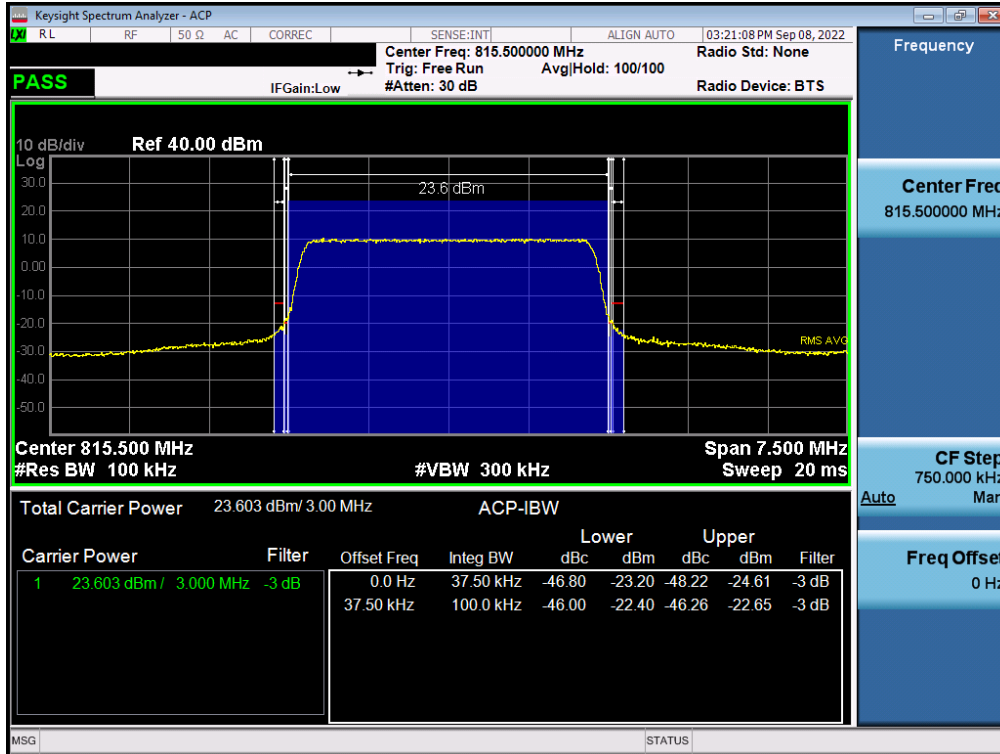 Keysight Spectrum Analyzer - ACP
LXI RL RF 50 Ω AC CORREC SENSE:INT ALIGN AUTO 03:21:08 PM Sep 08, 2022
Center Freq: 815.500000 MHz Radio Std: None
Trig: Free Run Avg|Hold: 100/100
PASS IFGain:Low #Atten: 30 dB Radio Device: BTS
Frequency
10 dB/div Ref 40.00 dBm
Log
30.0
20.0
10.0
0.00
-10.0
-20.0
-30.0
-40.0
-50.0
23.6 dBm
RMS AVG
Center 815.500 MHz Span 7.500 MHz
#Res BW 100 kHz #VBW 300 kHz Sweep 20 ms
Total Carrier Power 23.603 dBm/ 3.00 MHz ACP-IBW
Lower Upper
Carrier Power Filter Offset Freq Integ BW dBc dBm dBc dBm Filter
1 23.603 dBm / 3.000 MHz -3 dB 0.0 Hz 37.50 kHz -46.80 -23.20 -48.22 -24.61 -3 dB
37.50 kHz 100.0 kHz -46.00 -22.40 -46.26 -22.65 -3 dB
Center Freq
815.500000 MHz
CF Step
750.000 kHz
Auto Man
Freq Offset
0 Hz
MSG STATUS